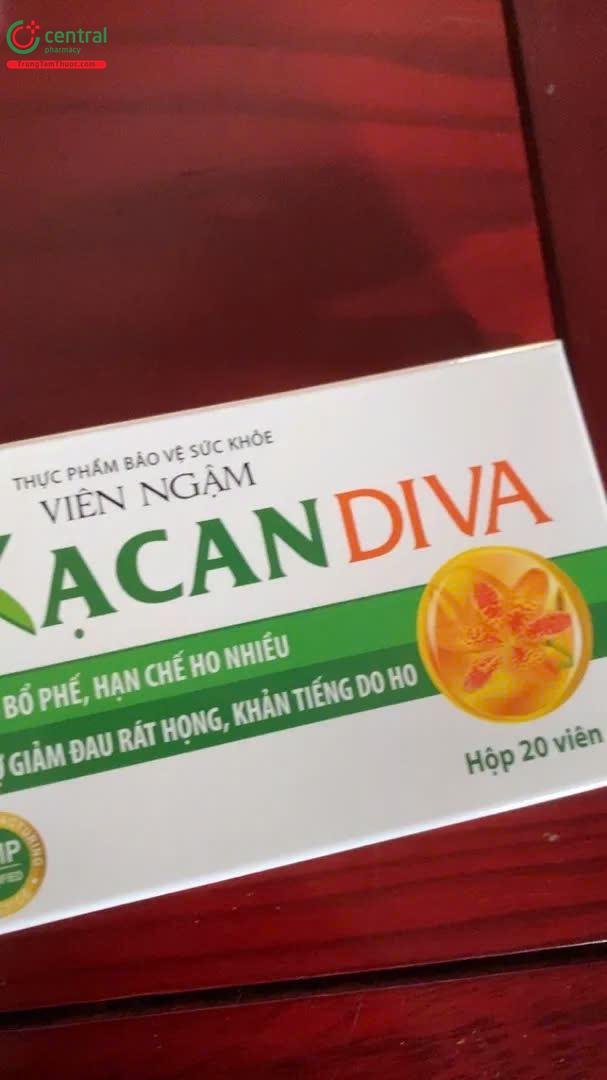 central
pharmacy
TrungTamThuoc.com
THỰC PHẨM BẢO VỆ SỨC KHỎE
VIÊN NGẬM
XẠCAN DIVA
BỔ PHẾ, HẠN CHẾ HO NHIỀU
GIẢM ĐAU RÁT HỌNG, KHẢN TIẾNG DO HO
Hộp 20 viên